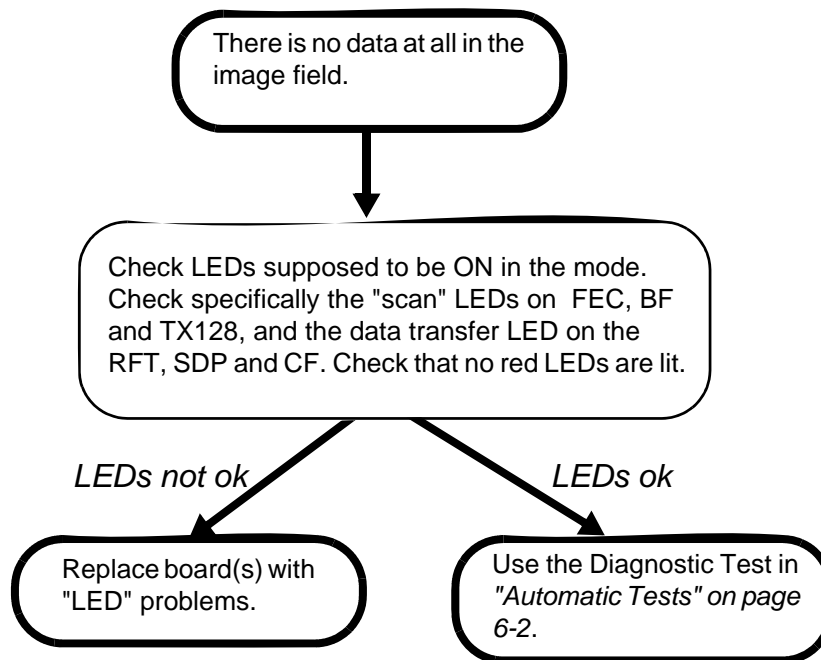 There is no data at all in the
image field.
Check LEDs supposed to be ON in the mode.
Check specifically the "scan" LEDs on FEC, BF
and TX128, and the data transfer LED on the
RFT, SDP and CF. Check that no red LEDs are lit.
LEDs not ok
LEDs ok
Replace board(s) with
"LED" problems.
Use the Diagnostic Test in
"Automatic Tests" on page
6-2.